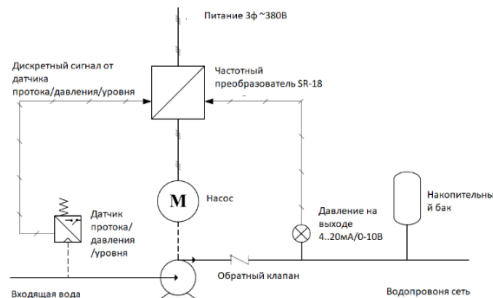 Питание 3ф ~380В
Дискретный сигнал от
датчика
протока/давления/уровня
Частотный
преобразователь SR-18
М
Насос
Датчик
протока/
давления
/уровня
Давление на
выходе
4..20мА/0-10В
Накопительны
й бак
Обратный клапан
Входящая вода
Водопровоня сеть